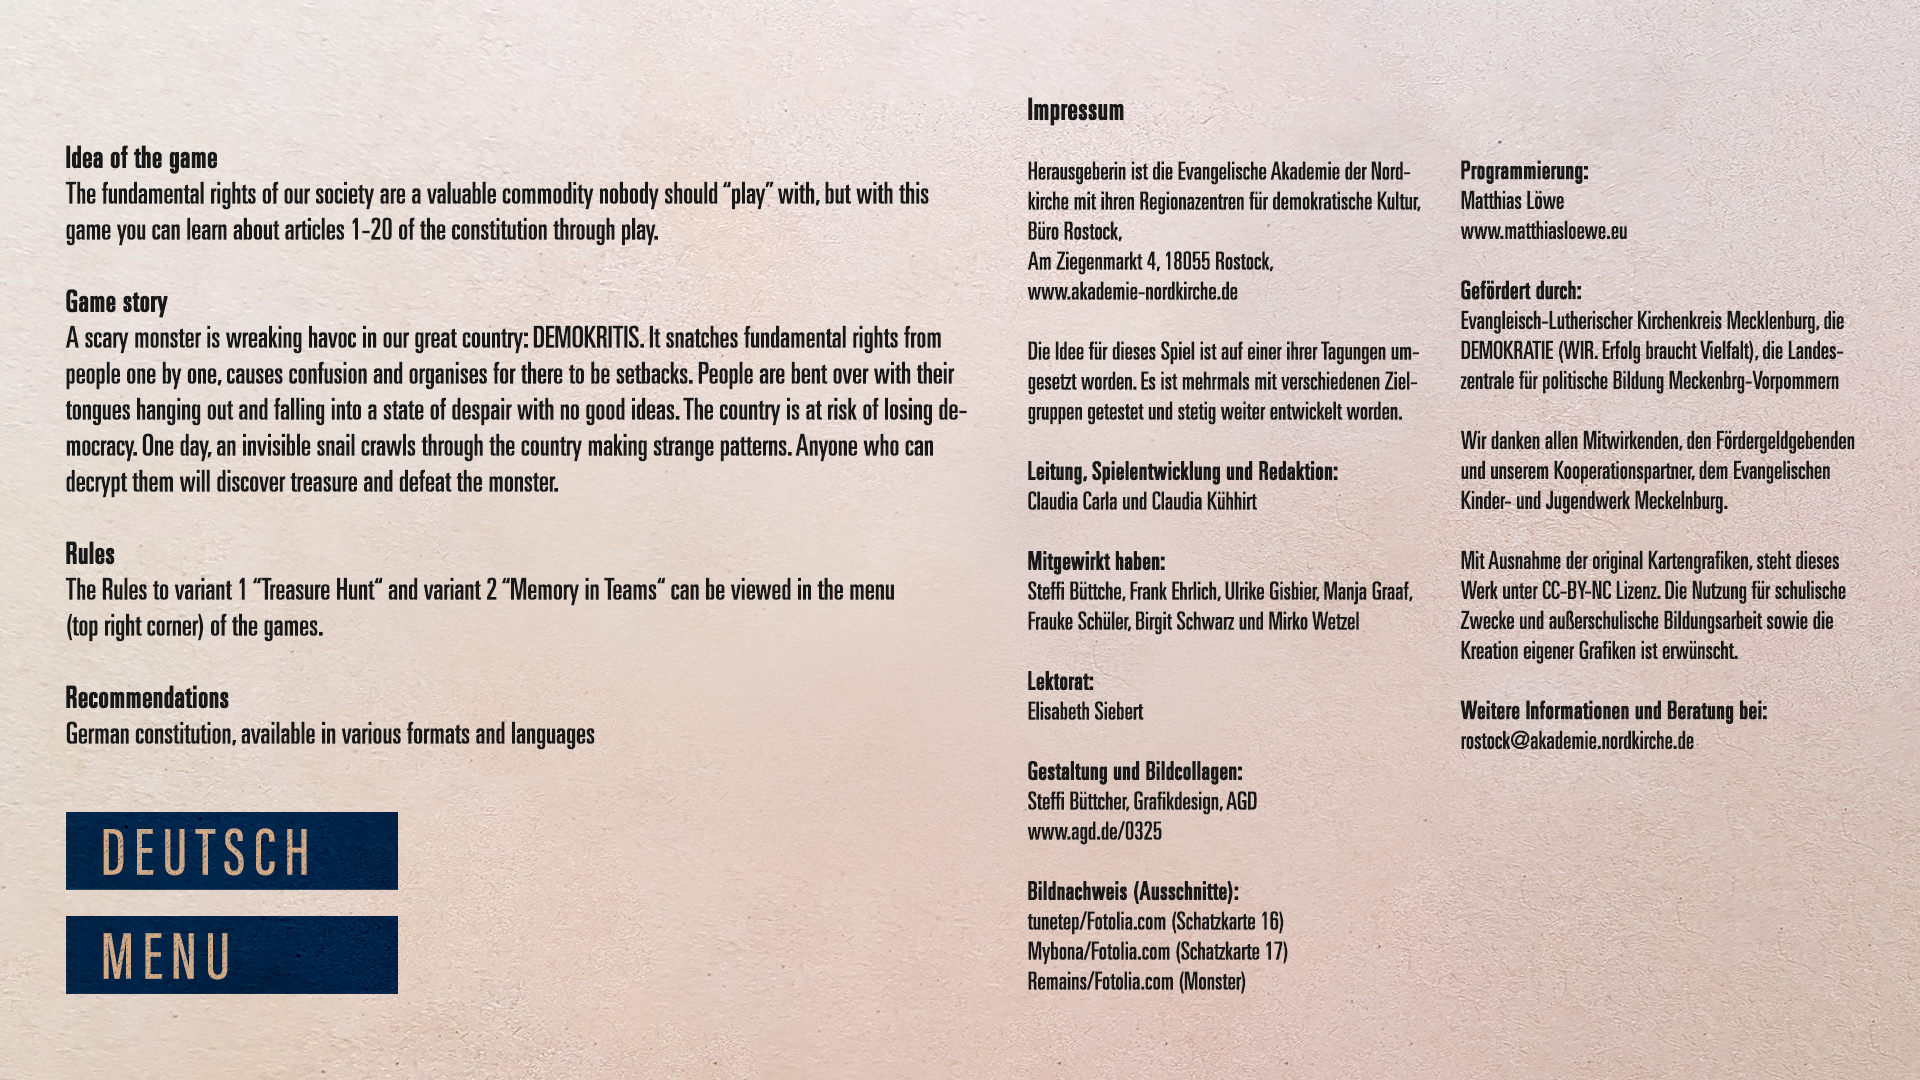 Idea of the game
The fundamental rights of our society are a valuable commodity nobody should “play” with, but with this
game you can learn about articles 1-20 of the constitution through play.
Game story
A scary monster is wreaking havoc in our great country: DEMOKRITIS. It snatches fundamental rights from
people one by one, causes confusion and organises for there to be setbacks. People are bent over with their
tongues hanging out and falling into a state of despair with no good ideas. The country is at risk of losing de-
mocracy. One day, an invisible snail crawls through the country making strange patterns. Anyone who can
decrypt them will discover treasure and defeat the monster.
Rules
The Rules to variant 1 “Treasure Hunt“ and variant 2 “Memory in Teams“ can be viewed in the menu
(top right corner) of the games.
Recommendations
German constitution, available in various formats and languages
DEUTSCH
MENU
Impressum
Herausgeberin ist die Evangelische Akademie der Nord-
kirche mit ihren Regionazentren für demokratische Kultur,
Büro Rostock,
Am Ziegenmarkt 4, 18055 Rostock,
www.akademie-nordkirche.de
Die Idee für dieses Spiel ist auf einer ihrer Tagungen um-
gesetzt worden. Es ist mehrmals mit verschiedenen Ziel-
gruppen getestet und stetig weiter entwickelt worden.
Leitung, Spielentwicklung und Redaktion:
Claudia Carla und Claudia Kühhirt
Mitgewirkt haben:
Steffi Büttche, Frank Ehrlich, Ulrike Gisbier, Manja Graaf,
Frauke Schüler, Birgit Schwarz und Mirko Wetzel
Lektorat:
Elisabeth Siebert
Gestaltung und Bildcollagen:
Steffi Büttcher, Grafikdesign, AGD
www.agd.de/0325
Bildnachweis (Ausschnitte):
tunetep/Fotolia.com (Schatzkarte 16)
Mybona/Fotolia.com (Schatzkarte 17)
Remains/Fotolia.com (Monster)
Programmierung:
Matthias Löwe
www.matthiasloewe.eu
Gefördert durch:
Evangleisch-Lutherischer Kirchenkreis Mecklenburg, die
DEMOKRATIE (WIR. Erfolg braucht Vielfalt), die Landes-
zentrale für politische Bildung Meckenbrg-Vorpommern
Wir danken allen Mitwirkenden, den Fördergeldgebenden
und unserem Kooperationspartner, dem Evangelischen
Kinder- und Jugendwerk Meckelnburg.
Mit Ausnahme der original Kartengrafiken, steht dieses
Werk unter CC-BY-NC Lizenz. Die Nutzung für schulische
Zwecke und außerschulische Bildungsarbeit sowie die
Kreation eigener Grafiken ist erwünscht.
Weitere Informationen und Beratung bei:
rostock@akademie.nordkirche.de